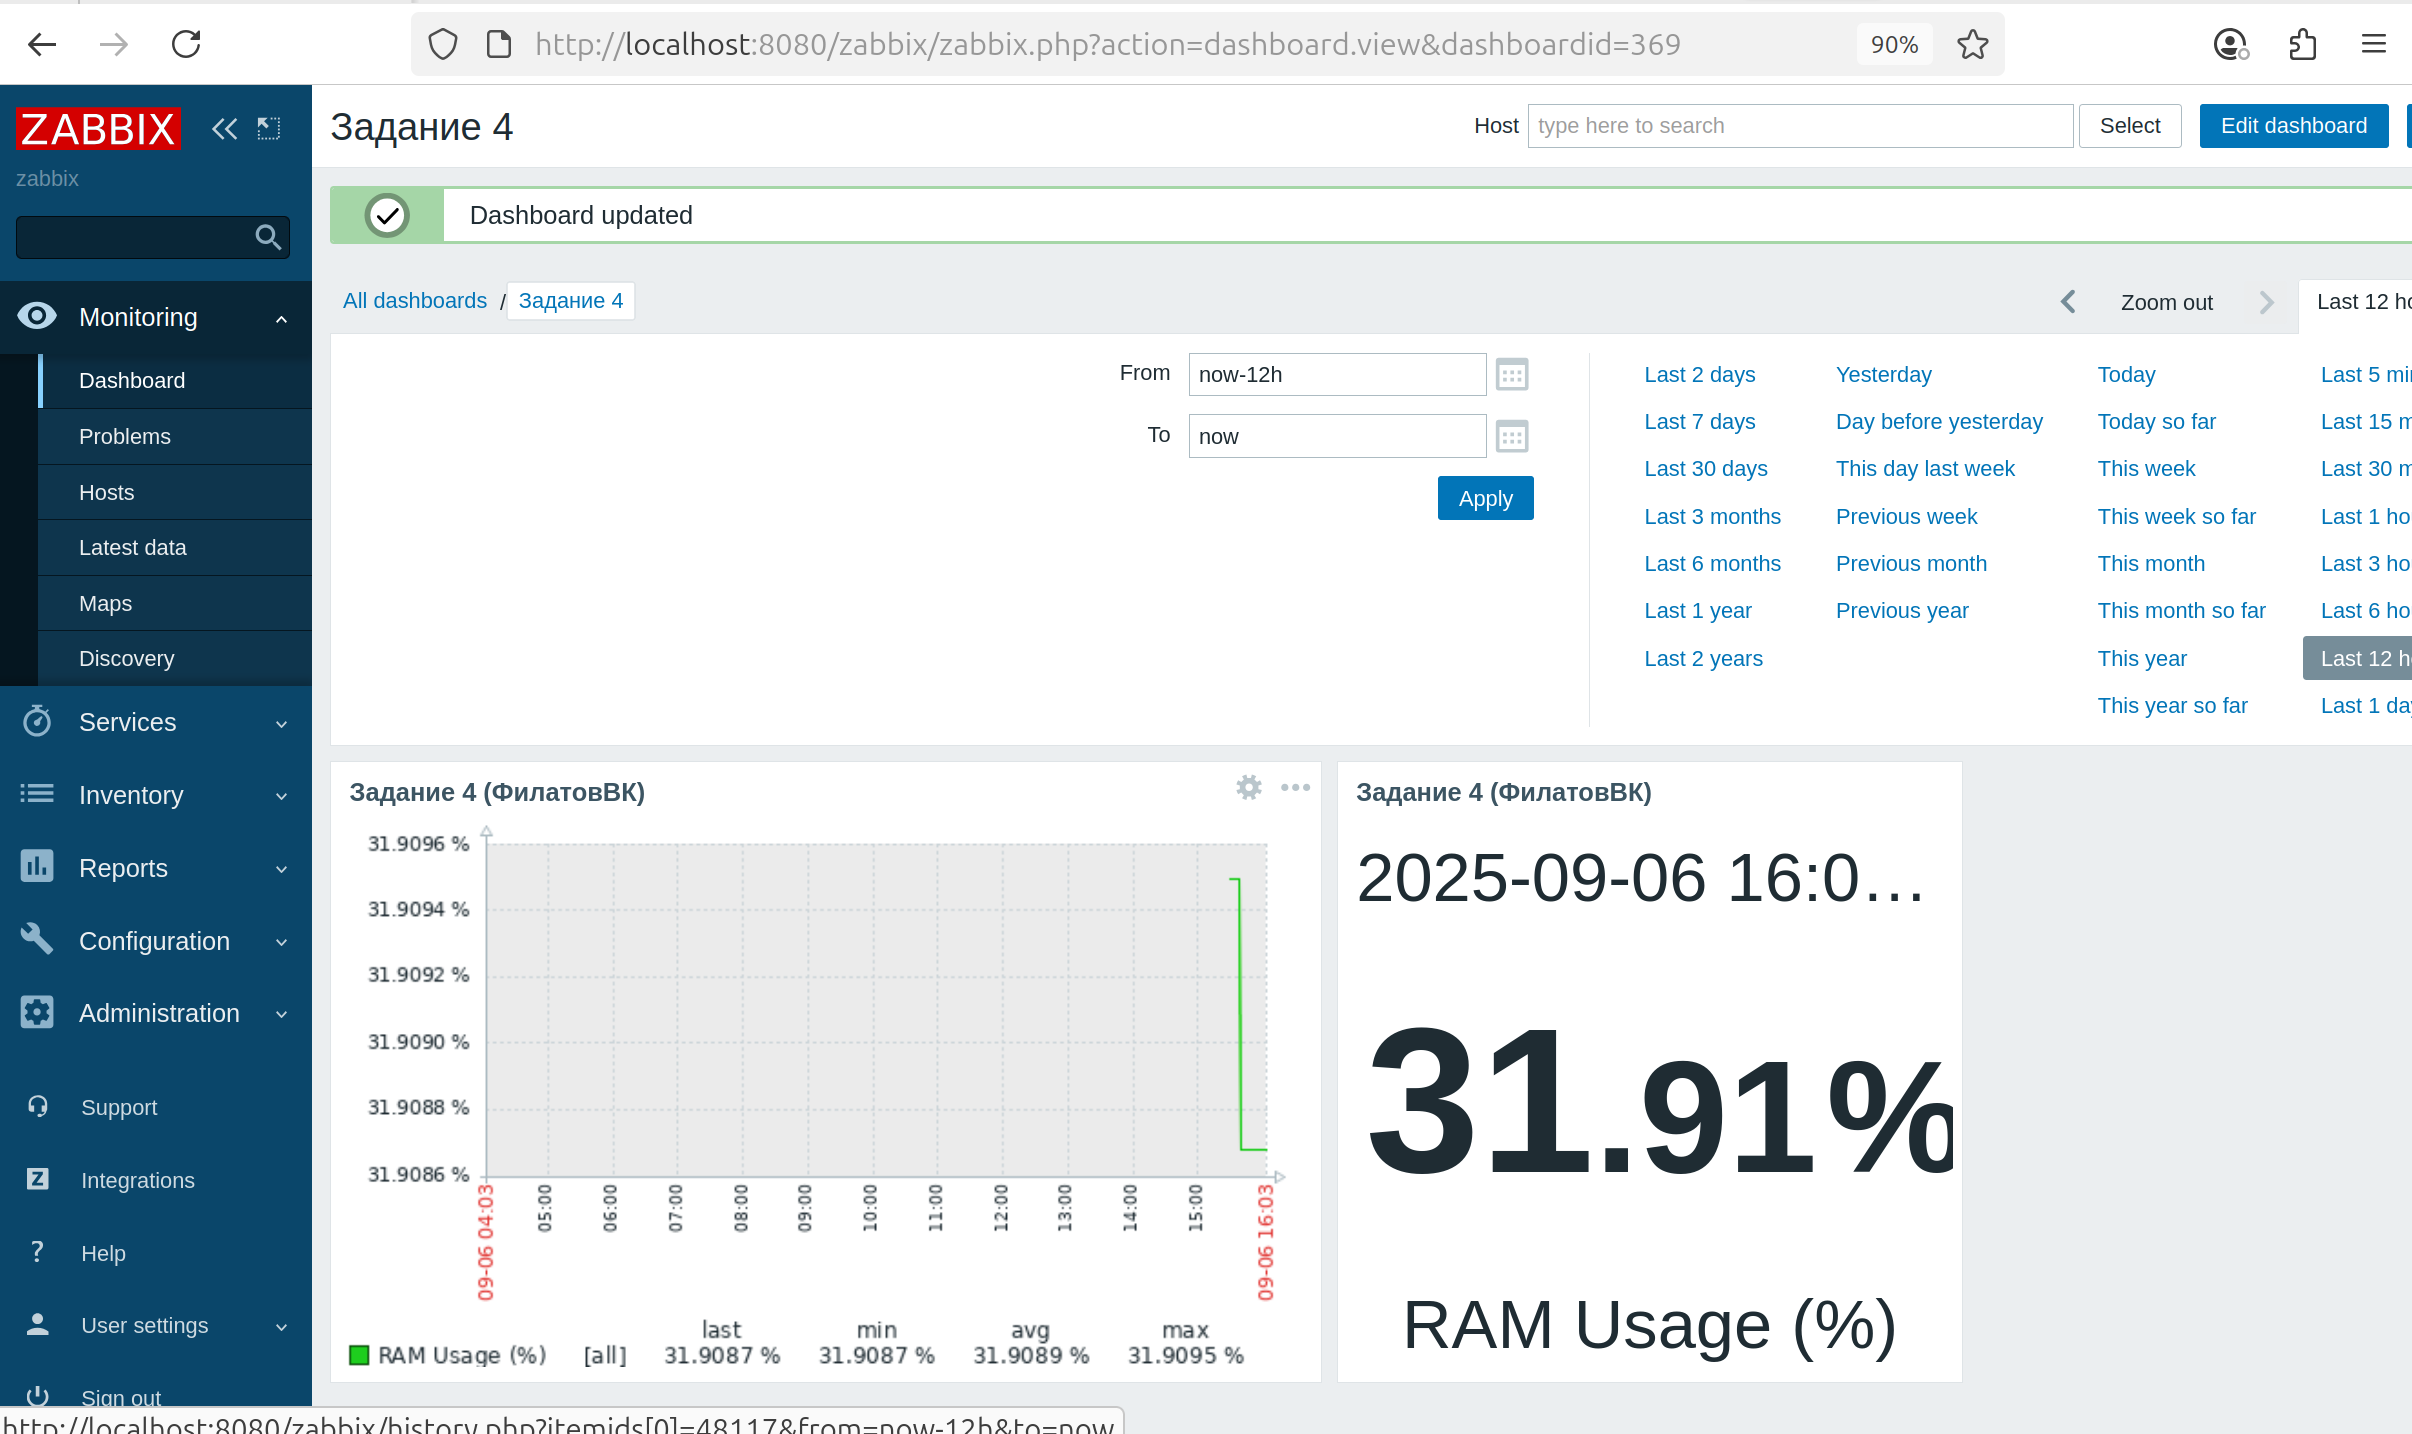 http://localhost:8080/zabbix/zabbix.php?action=dashboard.view&dashboardid=369
90%
ZABBIX
zabbix
Monitoring
Dashboard
Problems
Hosts
Latest data
Maps
Discovery
Services
Inventory
Reports
Configuration
Administration
Support
Integrations
Help
User settings
Sign out
Задание 4
Host
type here to search
Select
Edit dashboard
Dashboard updated
All dashboards / Задание 4
Zoom out
Last 12 ho
From
now-12h
To
now
Apply
Last 2 days
Last 7 days
Last 30 days
Last 3 months
Last 6 months
Last 1 year
Last 2 years
Yesterday
Day before yesterday
This day last week
Previous week
Previous month
Previous year
Today
Today so far
This week
This week so far
This month
This month so far
This year
This year so far
Last 5 mi
Last 15 m
Last 30 m
Last 1 ho
Last 3 ho
Last 6 ho
Last 12 h
Last 1 da
Задание 4 (ФилатовВК)
31.9096 %
31.9094 %
31.9092 %
31.9090 %
31.9088 %
31.9086 %
09-06 04:03
05:00
06:00
07:00
08:00
09:00
10:00
11:00
12:00
13:00
14:00
15:00
09-06 16:03
last min avg max
RAM Usage (%) [all] 31.9087 % 31.9087 % 31.9089 % 31.9095 %
Задание 4 (ФилатовВК)
2025-09-06 16:0…
31.91%
RAM Usage (%)
http://localhost:8080/zabbix/history.php?itemids[0]=48117&from=now-12h&to=now